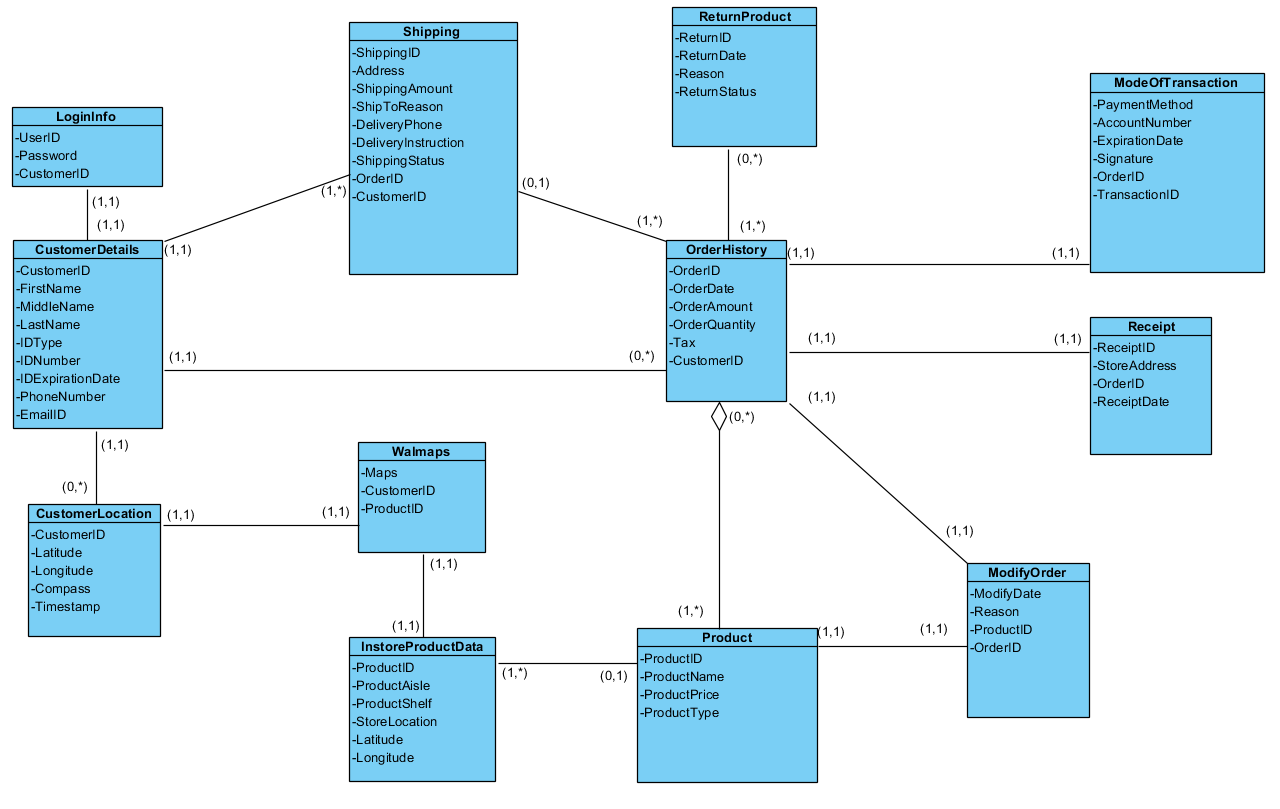 ReturnProduct
-ReturnID
-ReturnDate
-Reason
-ReturnStatus
Shipping
-ShippingID
-Address
-ShippingAmount
-ShipToReason
-DeliveryPhone
-DeliveryInstruction
-ShippingStatus
-OrderID
-CustomerID
ModeOfTransaction
-PaymentMethod
-AccountNumber
-ExpirationDate
-Signature
-OrderID
-TransactionID
LoginInfo
-UserID
-Password
-CustomerID
(1,1)
(1,1)
(1,*)
(1,1)
(0,1)
(1,*)
(0,*)
(1,*)
CustomerDetails
-CustomerID
-FirstName
-MiddleName
-LastName
-IDType
-IDNumber
-IDExpirationDate
-PhoneNumber
-EmailID
OrderHistory
-OrderID
-OrderDate
-OrderAmount
-OrderQuantity
-Tax
-CustomerID
(1,1)
(1,1)
(1,1)
(1,1)
(1,1)
(0,*)
Receipt
-ReceiptID
-StoreAddress
-OrderID
-ReceiptDate
(1,1)
(0,*)
(0,*)
(1,1)
(1,1)
(1,*)
CustomerLocation
-CustomerID
-Latitude
-Longitude
-Compass
-Timestamp
(1,1)
(1,1)
Walmaps
-Maps
-CustomerID
-ProductID
(1,1)
(1,1)
InstoreProductData
-ProductID
-ProductAisle
-ProductShelf
-StoreLocation
-Latitude
-Longitude
(1,*)
(0,1)
Product
-ProductID
-ProductName
-ProductPrice
-ProductType
(1,1)
(1,1)
ModifyOrder
-ModifyDate
-Reason
-ProductID
-OrderID